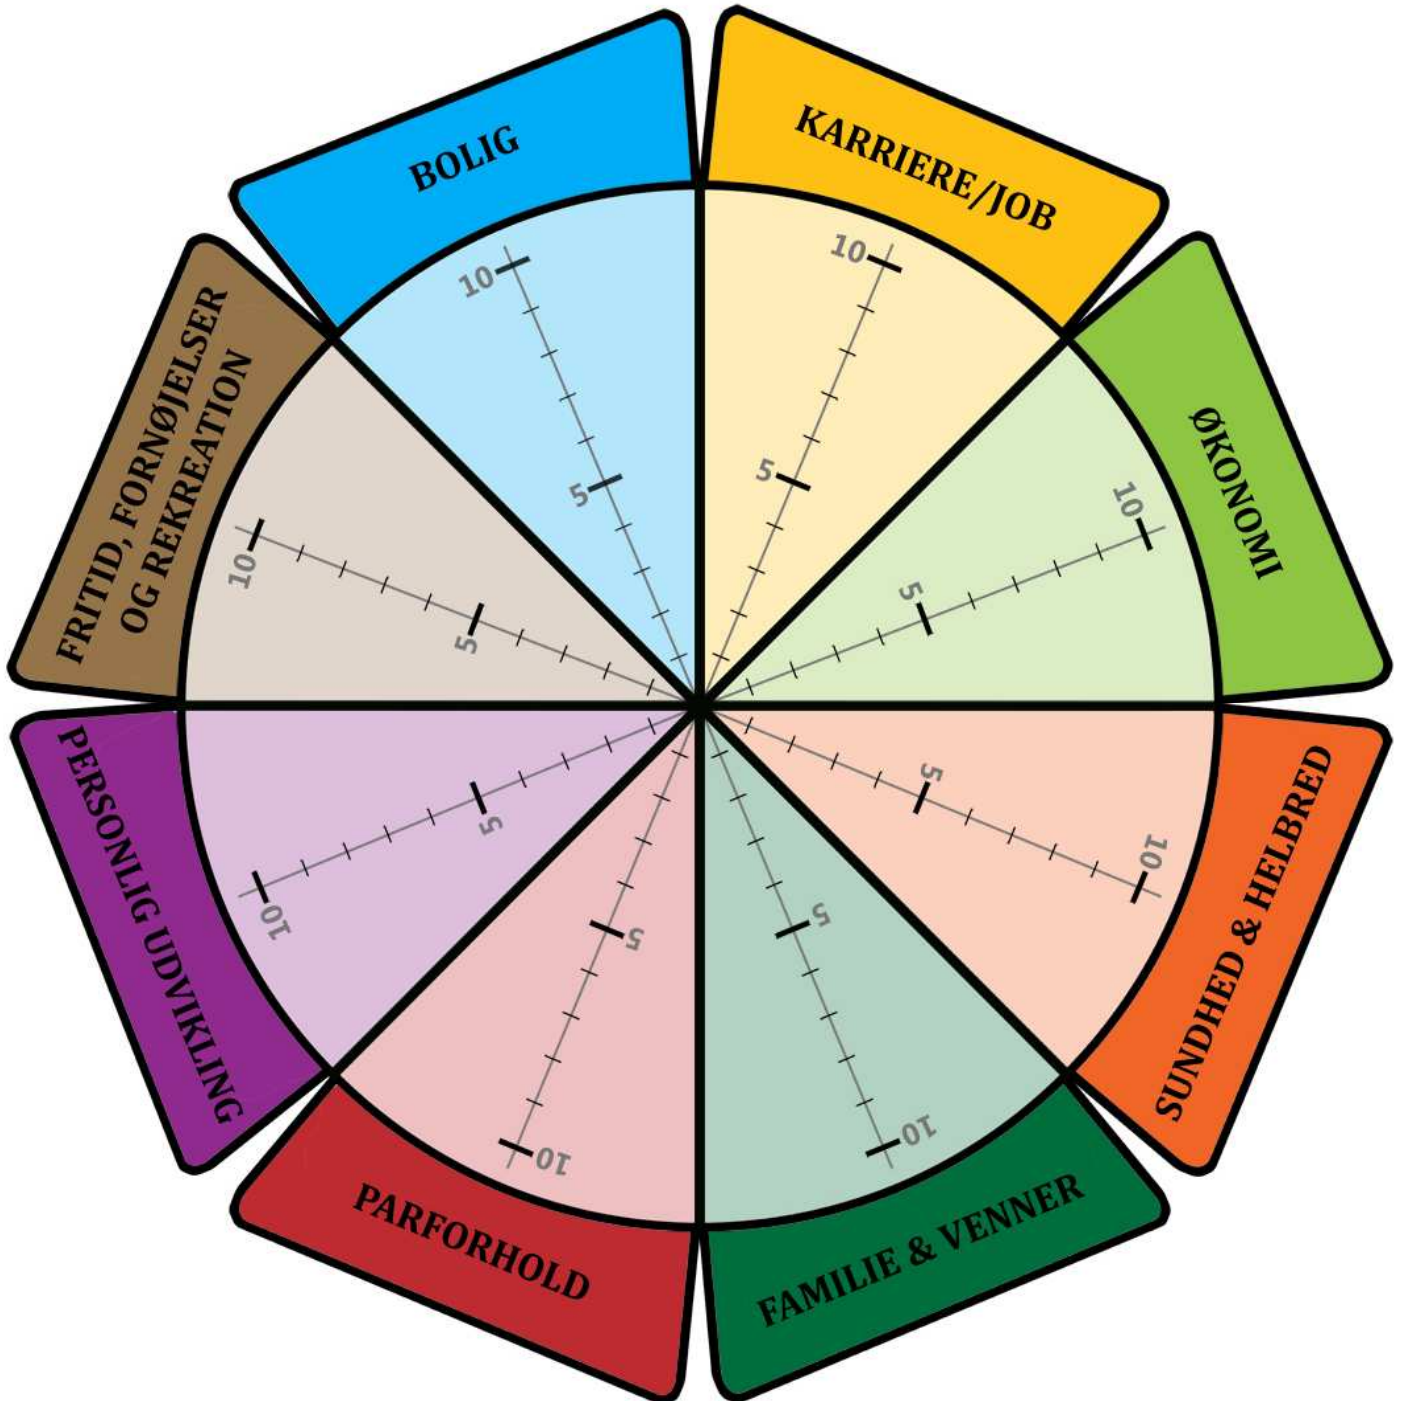 BOLIG
10
5
KARRIERE/JOB
10
5
ØKONOMI
10
5
SUNDHED & HELBRED
10
5
FAMILIE & VENNER
10
5
PARFORHOLD
10
5
PERSONLIG UDVIKLING
10
5
FRITID, FORNØJELSER
OG REKREATION
10
5